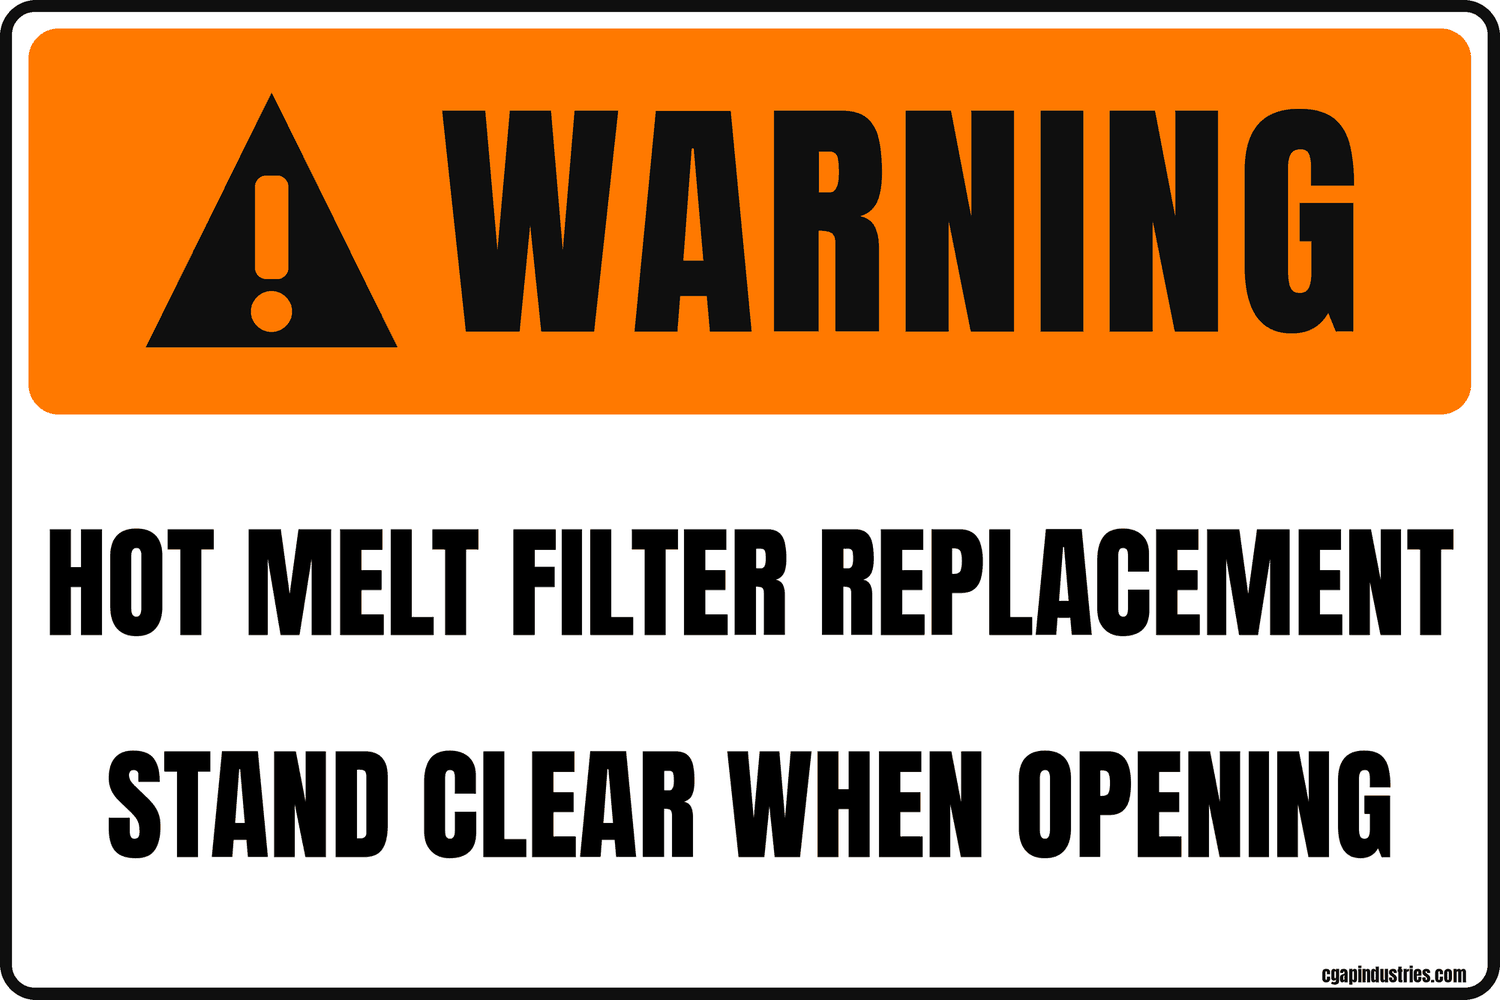 WARNING
HOT MELT FILTER REPLACEMENT
STAND CLEAR WHEN OPENING
cgapindustries.com